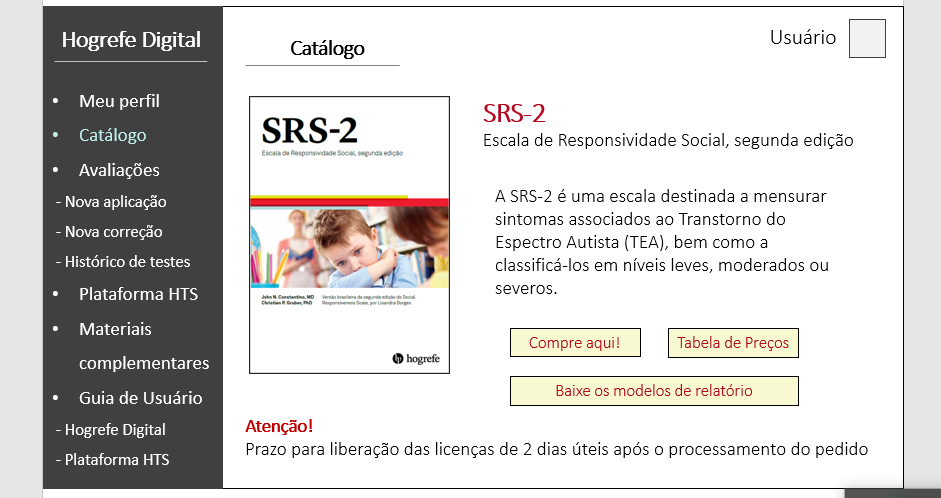 Hogrefe Digital
• Meu perfil
• Catálogo
• Avaliações
- Nova aplicação
- Nova correção
- Histórico de testes
• Plataforma HTS
• Materiais
complementares
• Guia de Usuário
- Hogrefe Digital
- Plataforma HTS
Catálogo
Usuário
SRS-2
Escala de Responsividade Social, segunda edição
John N. Constantino, MD
Christian P. Gruber, PhD
Versão brasileira da segunda edição do Social
Responsiveness Scale, por Lisandra Borges
hogrefe
SRS-2
Escala de Responsividade Social, segunda edição
A SRS-2 é uma escala destinada a mensurar
sintomas associados ao Transtorno do
Espectro Autista (TEA), bem como a
classificá-los em níveis leves, moderados ou
severos.
Compre aqui!
Tabela de Preços
Baixe os modelos de relatório
Atenção!
Prazo para liberação das licenças de 2 dias úteis após o processamento do pedido